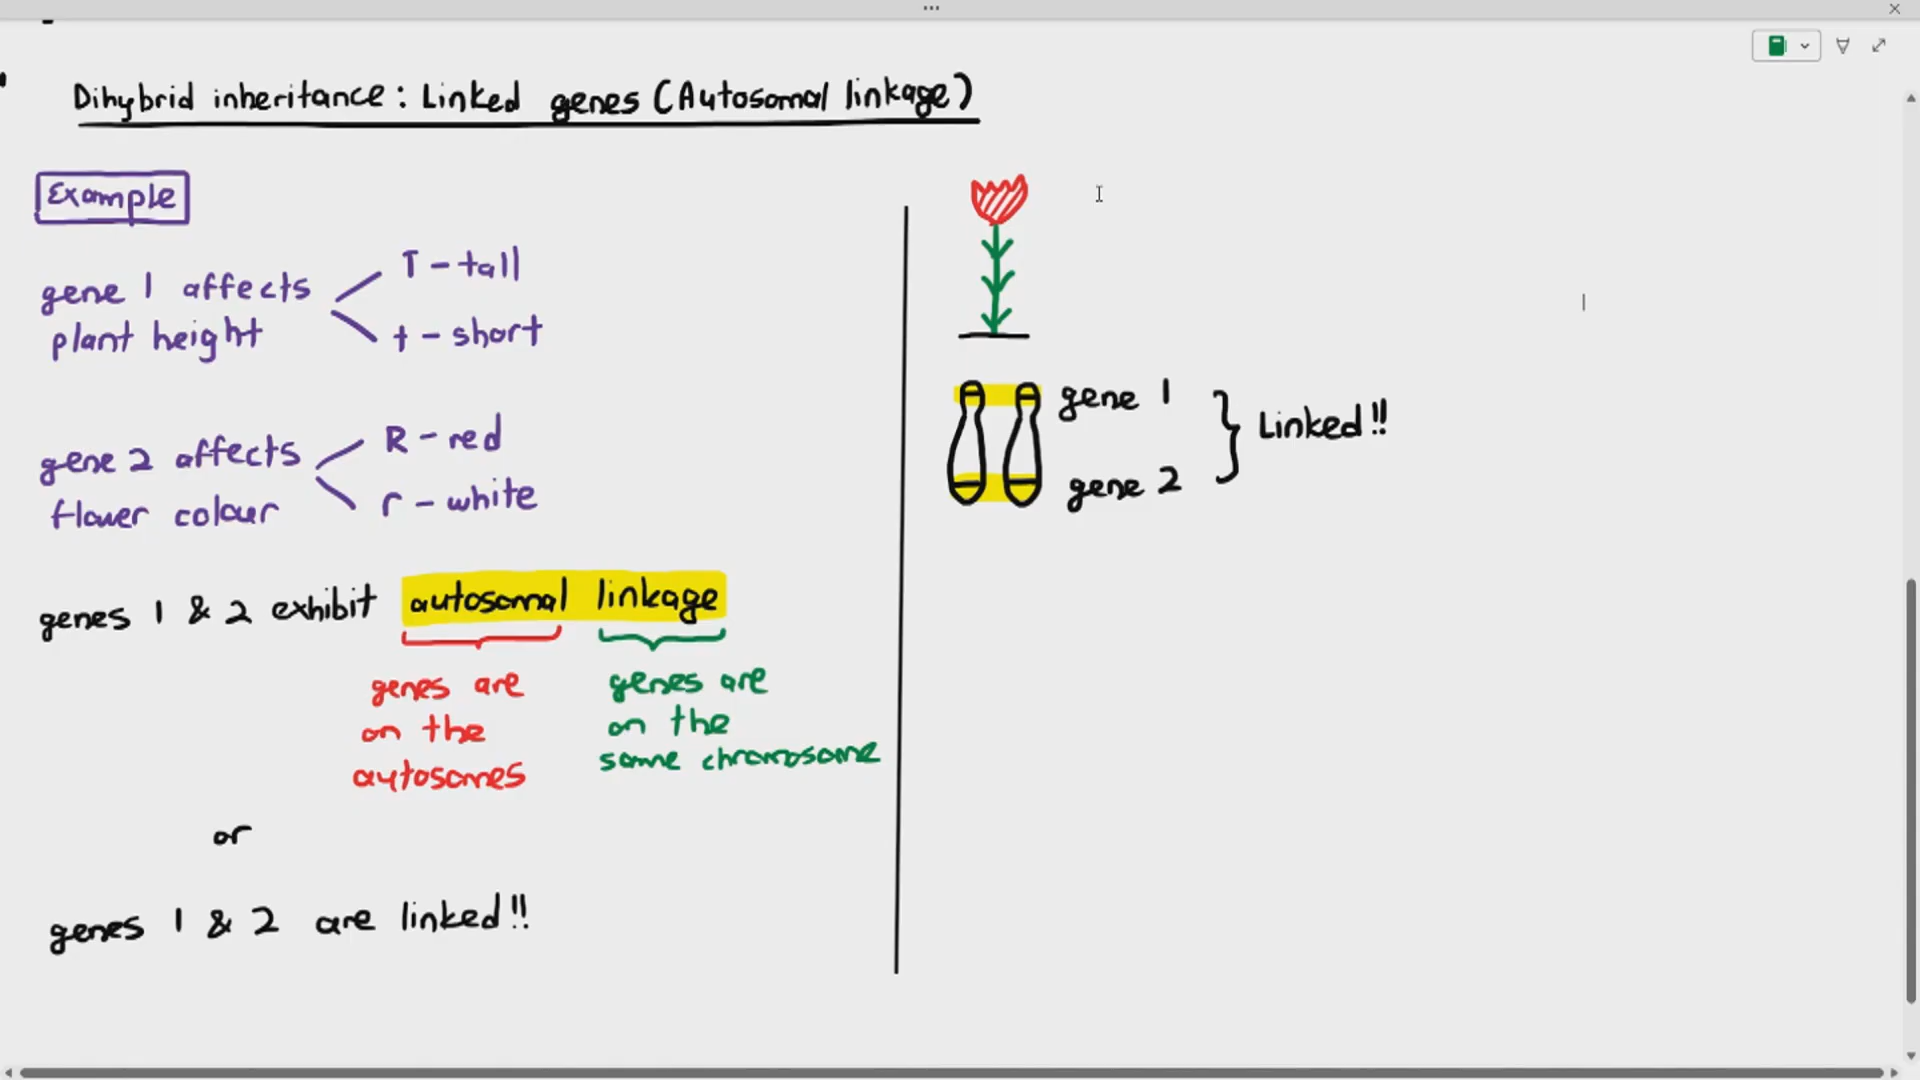 Dihybrid inheritance: Linked genes (Autosomal linkage)
Example
gene 1 affects
plant height
T - tall
t - short
gene 2 affects
flower colour
R - red
r - white
genes 1 & 2 exhibit autosomal linkage
genes are
on the
autosomes
genes are
on the
same chromosome
or
genes 1 & 2 are linked!!
gene 1
gene 2
Linked!!